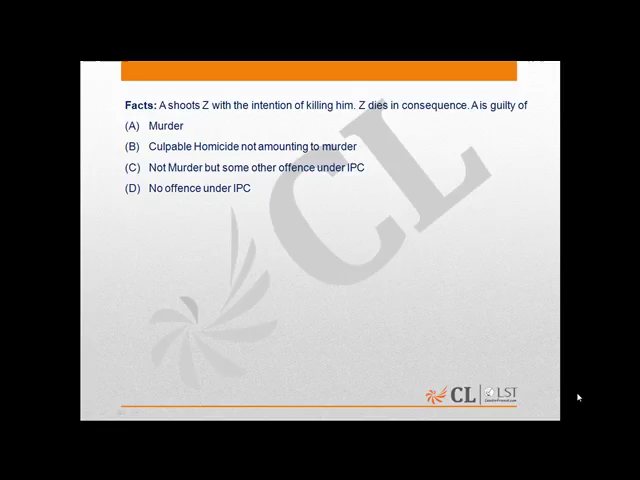 Facts: A shoots Z with the intention of killing him. Z dies in consequence. A is guilty of
(A) Murder
(B) Culpable Homicide not amounting to murder
(C) Not Murder but some other offence under IPC
(D) No offence under IPC
CL
CL LST